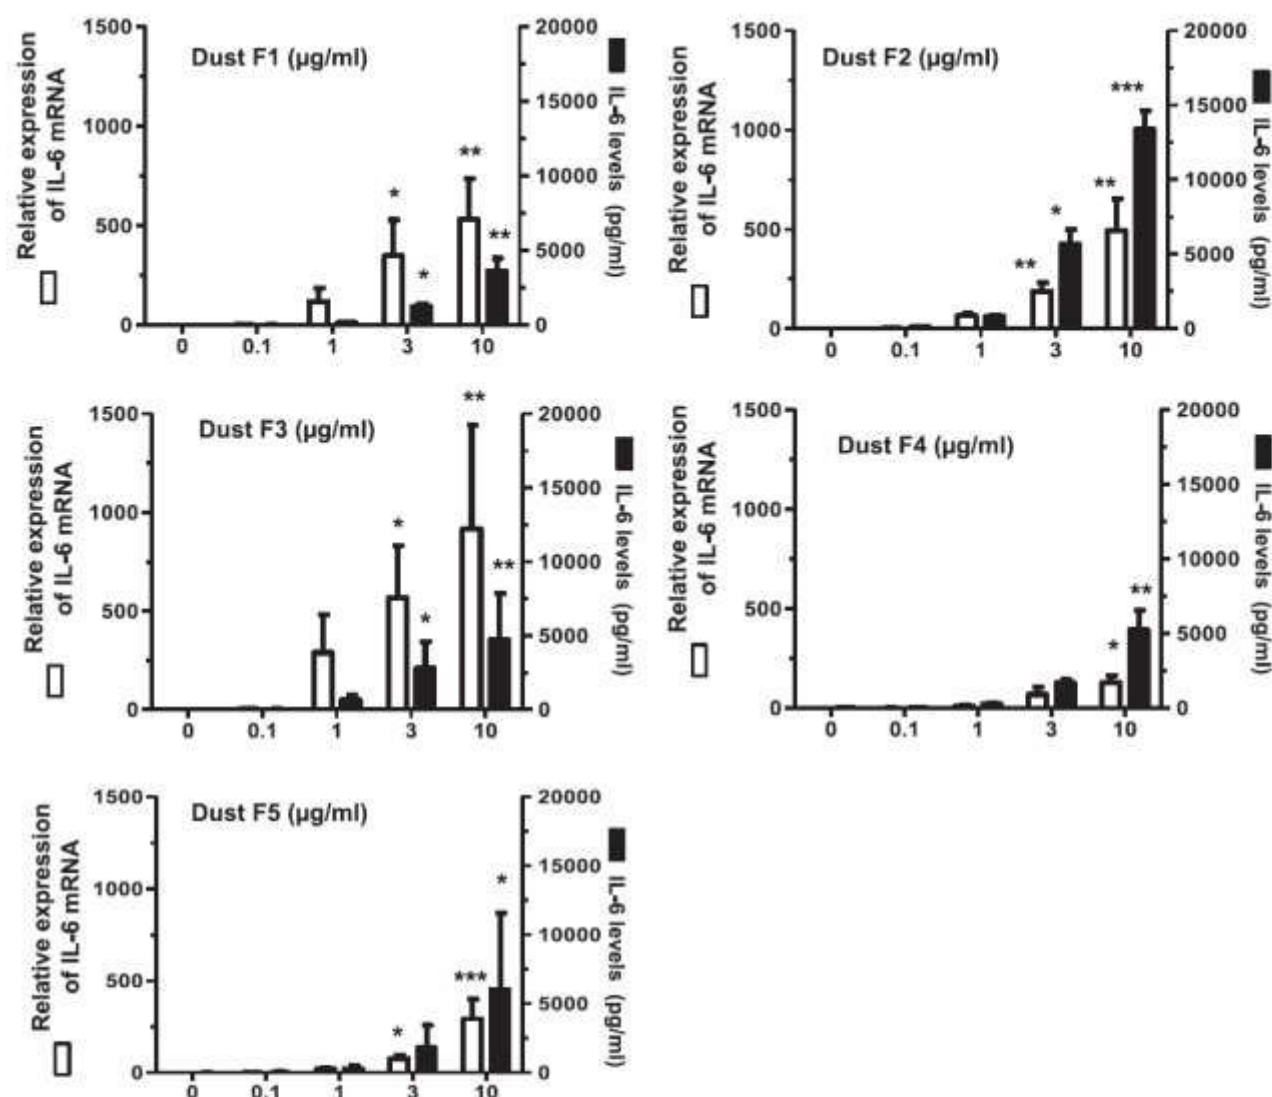 Dust F1 (µg/ml)
Relative expression
of IL-6 mRNA
1500
1000
500
0
20000
15000
10000
5000
0
IL-6 levels (pg/ml)
*
*
**
**
0 0.1 1 3 10
Dust F2 (µg/ml)
Relative expression
of IL-6 mRNA
1500
1000
500
0
20000
15000
10000
5000
0
IL-6 levels (pg/ml)
**
*
**
***
0 0.1 1 3 10
Dust F3 (µg/ml)
Relative expression
of IL-6 mRNA
1500
1000
500
0
20000
15000
10000
5000
0
IL-6 levels (pg/ml)
*
*
**
**
0 0.1 1 3 10
Dust F4 (µg/ml)
Relative expression
of IL-6 mRNA
1500
1000
500
0
20000
15000
10000
5000
0
IL-6 levels (pg/ml)
*
**
0 0.1 1 3 10
Dust F5 (µg/ml)
Relative expression
of IL-6 mRNA
1500
1000
500
0
20000
15000
10000
5000
0
IL-6 levels (pg/ml)
*
***
*
0 0.1 1 3 10